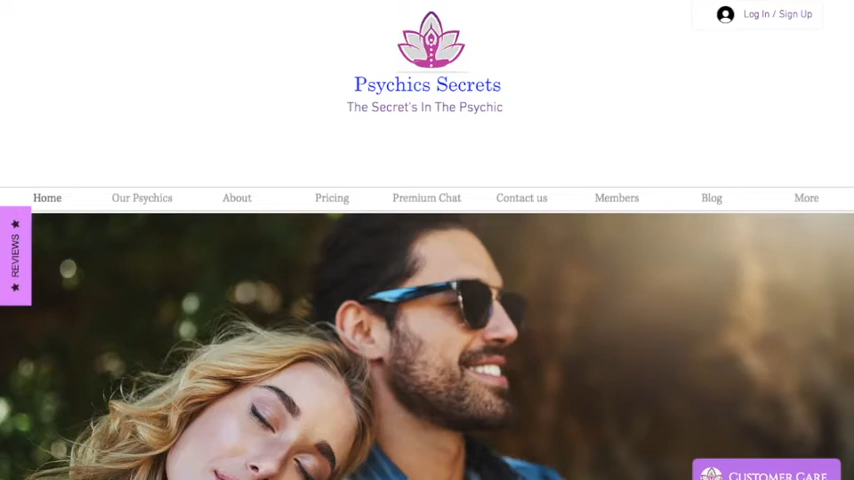 Log In / Sign Up
Psychics Secrets
The Secret's In The Psychic
Home Our Psychics About Pricing Premium Chat Contact us Members Blog More
★ REVIEWS ★
CUSTOMER CARE